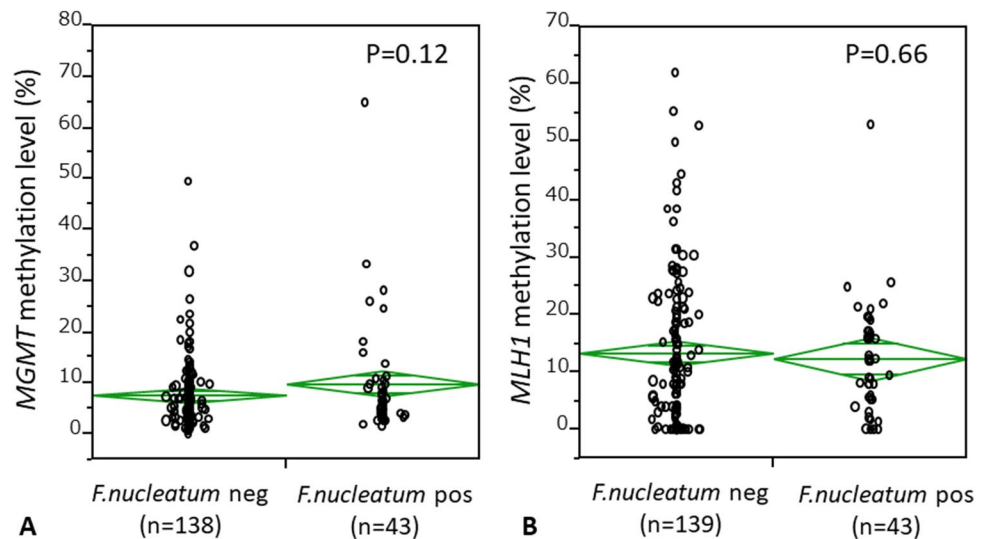 80
70
60
50
40
30
20
10
0
MGMT methylation level (%)
P=0.12
F.nucleatum neg
(n=138)
F.nucleatum pos
(n=43)
A
70
60
50
40
30
20
10
0
MLH1 methylation level (%)
P=0.66
F.nucleatum neg
(n=139)
F.nucleatum pos
(n=43)
B